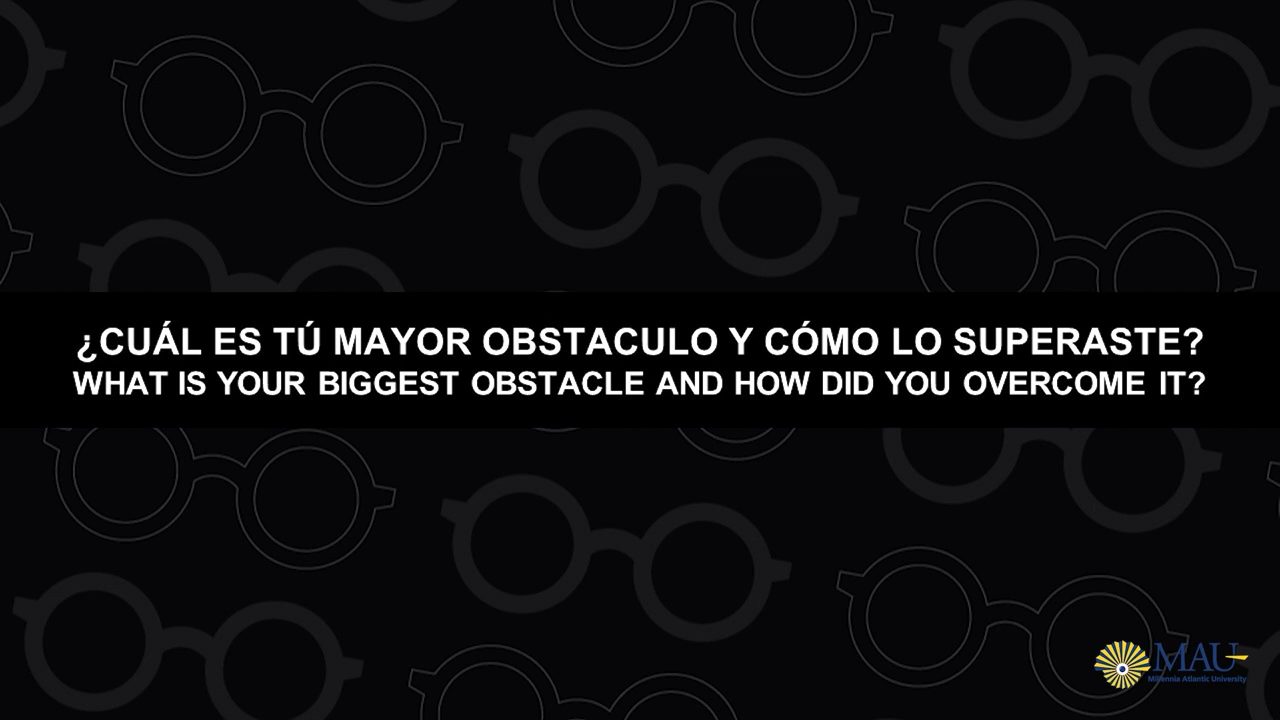 ¿CUÁL ES TÚ MAYOR OBSTACULO Y CÓMO LO SUPERASTE?
WHAT IS YOUR BIGGEST OBSTACLE AND HOW DID YOU OVERCOME IT?
MAU
Millennia Atlantic University